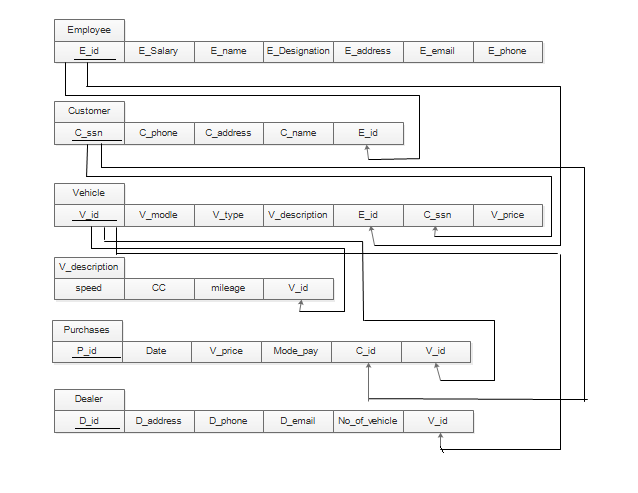 Employee
E_id E_Salary E_name E_Designation E_address E_email E_phone
Customer
C_ssn C_phone C_address C_name E_id
Vehicle
V_id V_modle V_type V_description E_id C_ssn V_price
V_description
speed CC mileage V_id
Purchases
P_id Date V_price Mode_pay C_id V_id
Dealer
D_id D_address D_phone D_email No_of_vehicle V_id